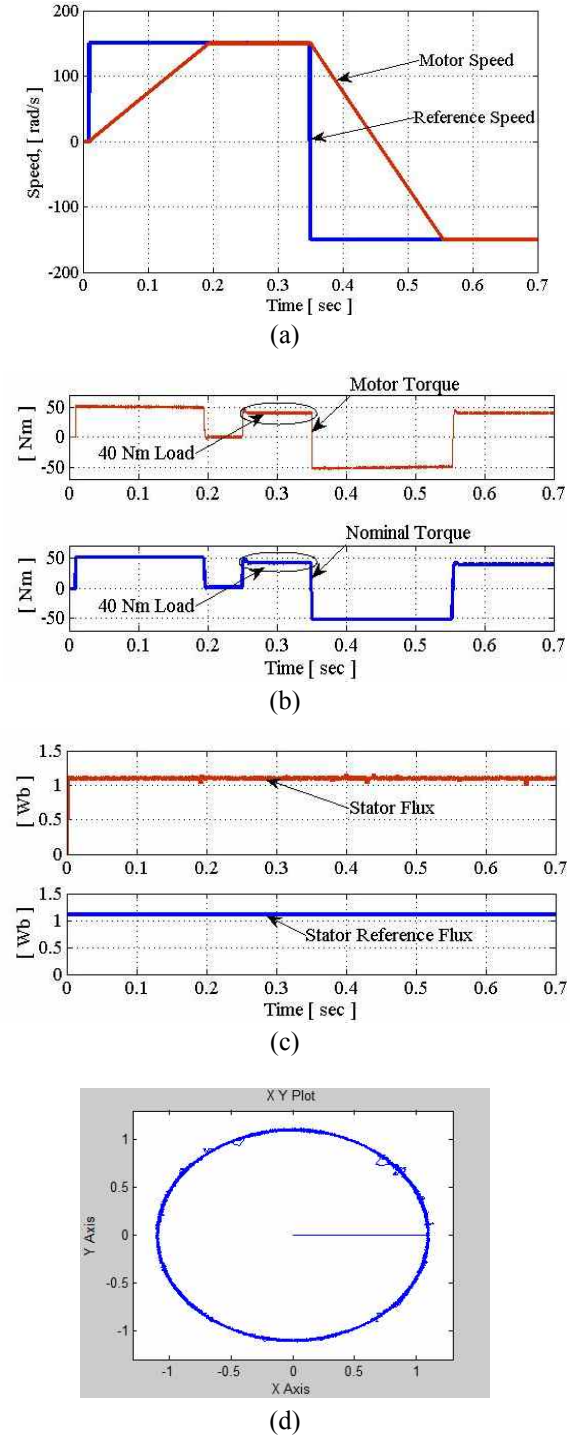 200
100
0
-100
-200
Speed, [ rad/s ]
Motor Speed
Reference Speed
0 0.1 0.2 0.3 0.4 0.5 0.6 0.7
Time [ sec ]
(a)
Motor Torque
50
0
-50
[ Nm ]
40 Nm Load
0 0.1 0.2 0.3 0.4 0.5 0.6 0.7
Nominal Torque
50
0
-50
[ Nm ]
40 Nm Load
0 0.1 0.2 0.3 0.4 0.5 0.6 0.7
Time [ sec ]
(b)
1.5
1
0.5
0
[ Wb ]
Stator Flux
0 0.1 0.2 0.3 0.4 0.5 0.6 0.7
1.5
1
0.5
0
[ Wb ]
Stator Reference Flux
0 0.1 0.2 0.3 0.4 0.5 0.6 0.7
Time [ sec ]
(c)
X Y Plot
1
0.5
0
-0.5
-1
Y Axis
-1 -0.5 0 0.5 1
X Axis
(d)